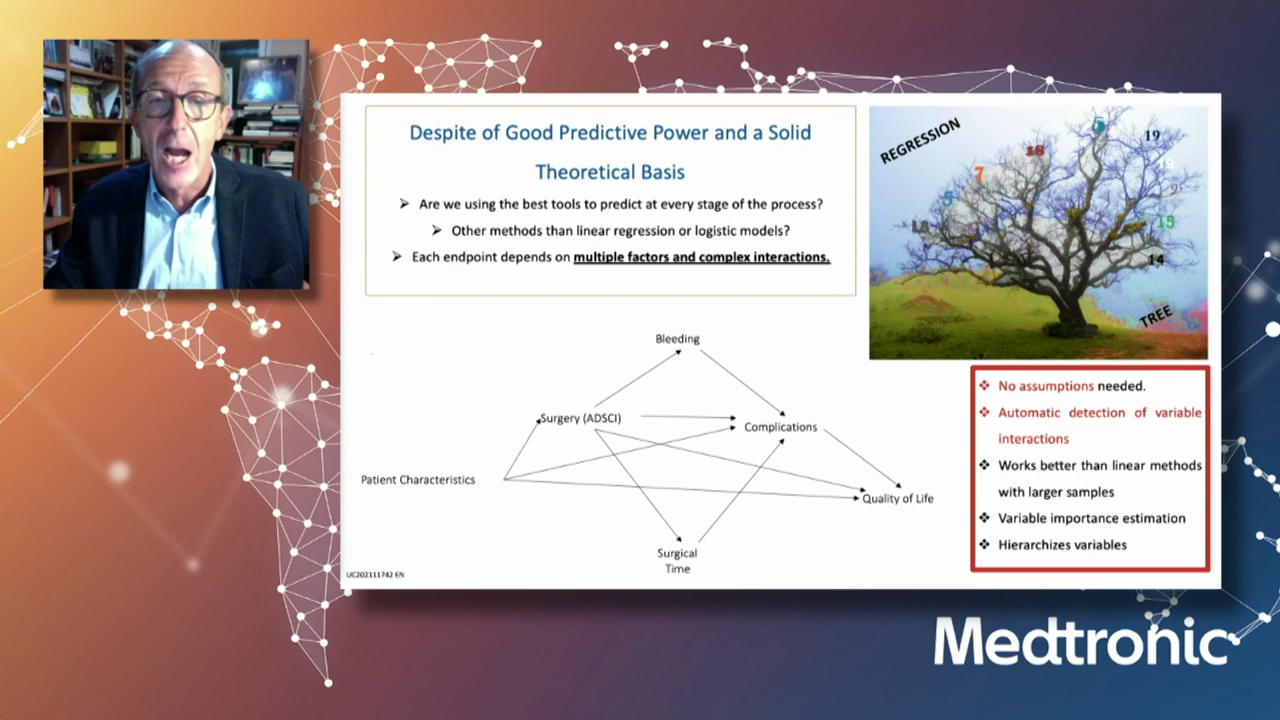 Despite of Good Predictive Power and a Solid
Theoretical Basis
Are we using the best tools to predict at every stage of the process?
Other methods than linear regression or logistic models?
Each endpoint depends on multiple factors and complex interactions.
REGRESSION
5
19
18
7
5
15
14
TREE
Bleeding
Surgery (ADSCI)
Complications
Patient Characteristics
Quality of Life
Surgical
Time
UC202111742 EN
No assumptions needed.
Automatic detection of variable
interactions
Works better than linear methods
with larger samples
Variable importance estimation
Hierarchizes variables
Medtronic